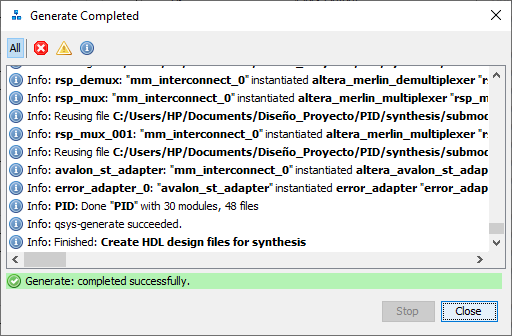 Generate Completed
All
Info: rsp_demux: "mm_interconnect_0" instantiated altera_merlin_demultiplexer "rs
Info: rsp_mux: "mm_interconnect_0" instantiated altera_merlin_multiplexer "rsp_m
Info: Reusing file C:/Users/HP/Documents/Diseño_Proyecto/PID/synthesis/submod
Info: rsp_mux_001: "mm_interconnect_0" instantiated altera_merlin_multiplexer "rs
Info: Reusing file C:/Users/HP/Documents/Diseño_Proyecto/PID/synthesis/submod
Info: avalon_st_adapter: "mm_interconnect_0" instantiated altera_avalon_st_adap
Info: error_adapter_0: "avalon_st_adapter" instantiated error_adapter "error_adap
Info: PID: Done "PID" with 30 modules, 48 files
Info: qsys-generate succeeded.
Info: Finished: Create HDL design files for synthesis
Generate: completed successfully.
Stop
Close